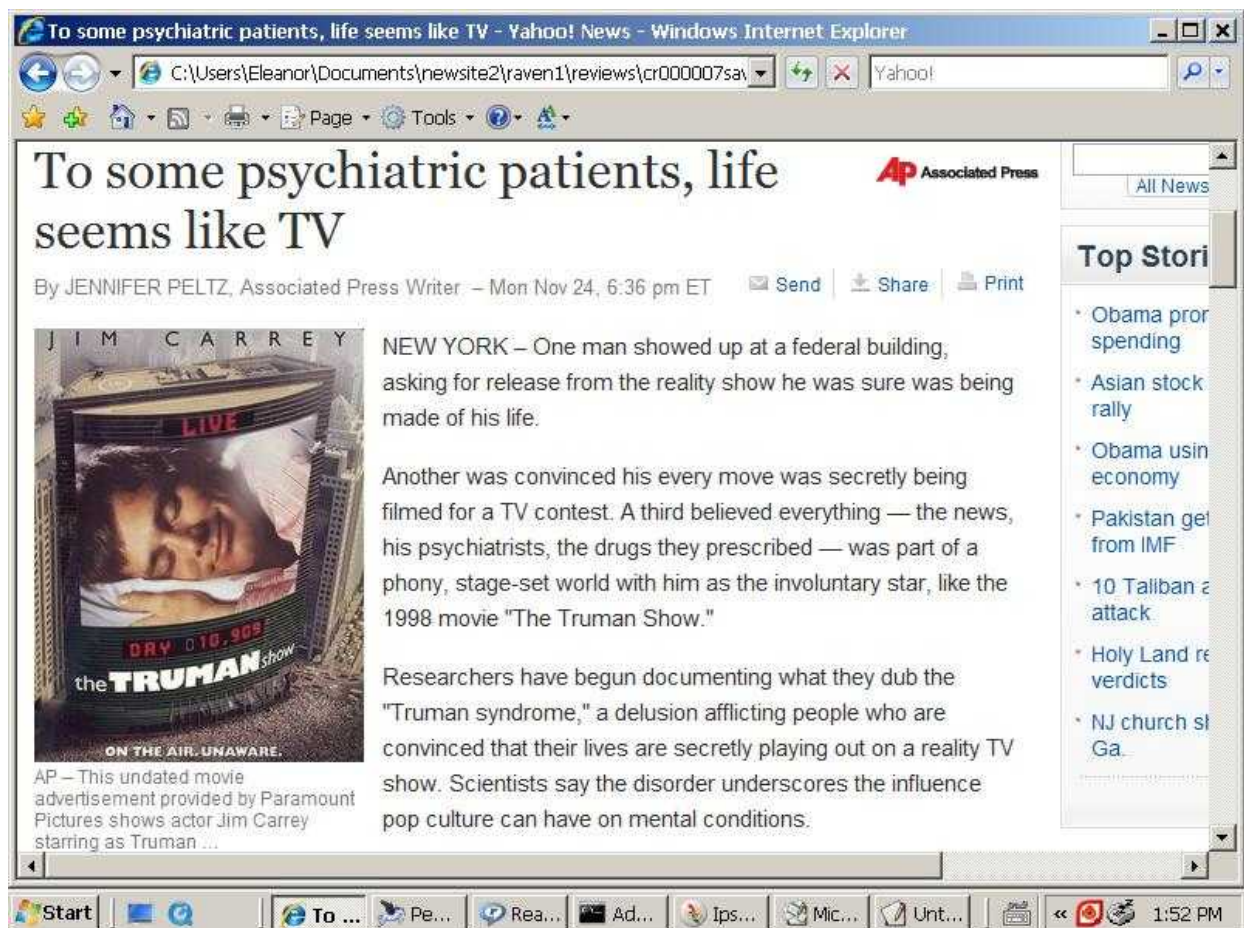 To some psychiatric patients, life seems like TV - Yahoo! News - Windows Internet Explorer
C:\Users\Eleanor\Documents\newsite2\raven1\reviews\cr000007sa\
Yahoo!
Page
Tools
To some psychiatric patients, life
seems like TV
AP Associated Press
By JENNIFER PELTZ, Associated Press Writer – Mon Nov 24, 6:36 pm ET
Send
Share
Print
JIM CARREY
LIVE
DAY 010,909
the TRUMAN show
ON THE AIR. UNAWARE.
AP – This undated movie
advertisement provided by Paramount
Pictures shows actor Jim Carrey
starring as Truman ...
NEW YORK – One man showed up at a federal building,
asking for release from the reality show he was sure was being
made of his life.
Another was convinced his every move was secretly being
filmed for a TV contest. A third believed everything — the news,
his psychiatrists, the drugs they prescribed — was part of a
phony, stage-set world with him as the involuntary star, like the
1998 movie "The Truman Show."
Researchers have begun documenting what they dub the
"Truman syndrome," a delusion afflicting people who are
convinced that their lives are secretly playing out on a reality TV
show. Scientists say the disorder underscores the influence
pop culture can have on mental conditions.
All News
Top Stori
Obama pror
spending
Asian stock
rally
Obama usin
economy
Pakistan get
from IMF
10 Taliban a
attack
Holy Land re
verdicts
NJ church sh
Ga.
Start
To ...
Pe...
Rea...
Ad...
Ips...
Mic...
Unt...
«
1:52 PM